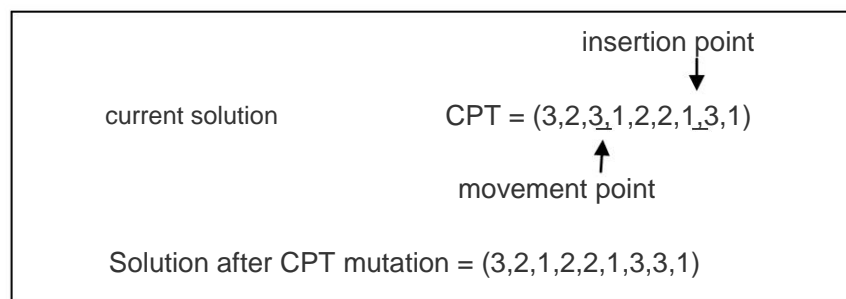 insertion point
current solution CPT = (3,2,3,1,2,2,1,3,1)
movement point
Solution after CPT mutation = (3,2,1,2,2,1,3,3,1)